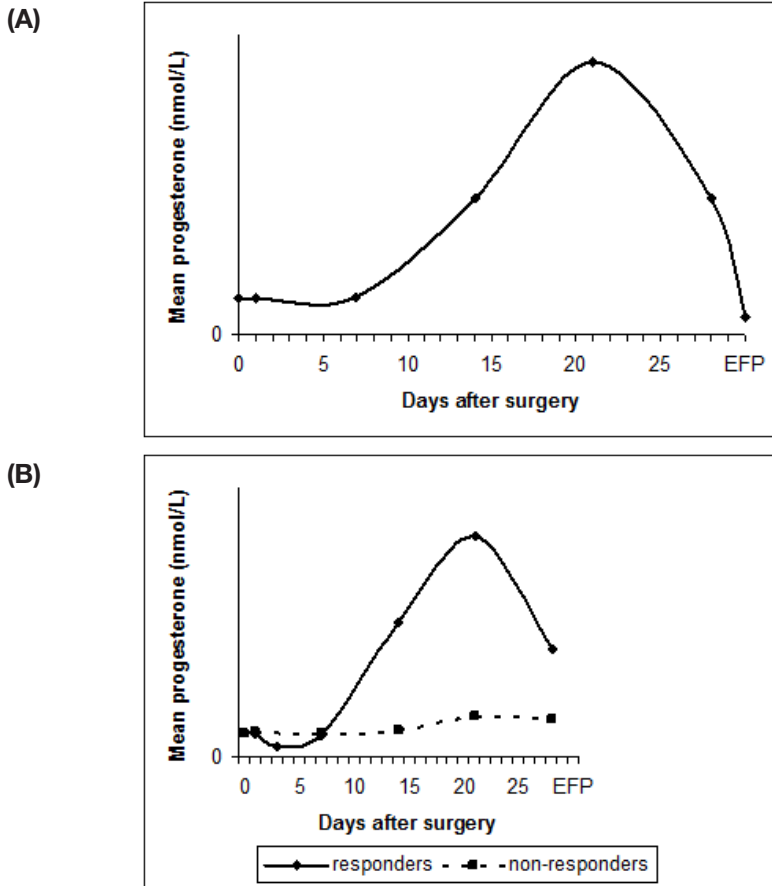 (A)
Mean progesterone (nmol/L)
0
0 5 10 15 20 25 EFP
Days after surgery
(B)
Mean progesterone (nmol/L)
0
0 5 10 15 20 25 EFP
Days after surgery
responders non-responders